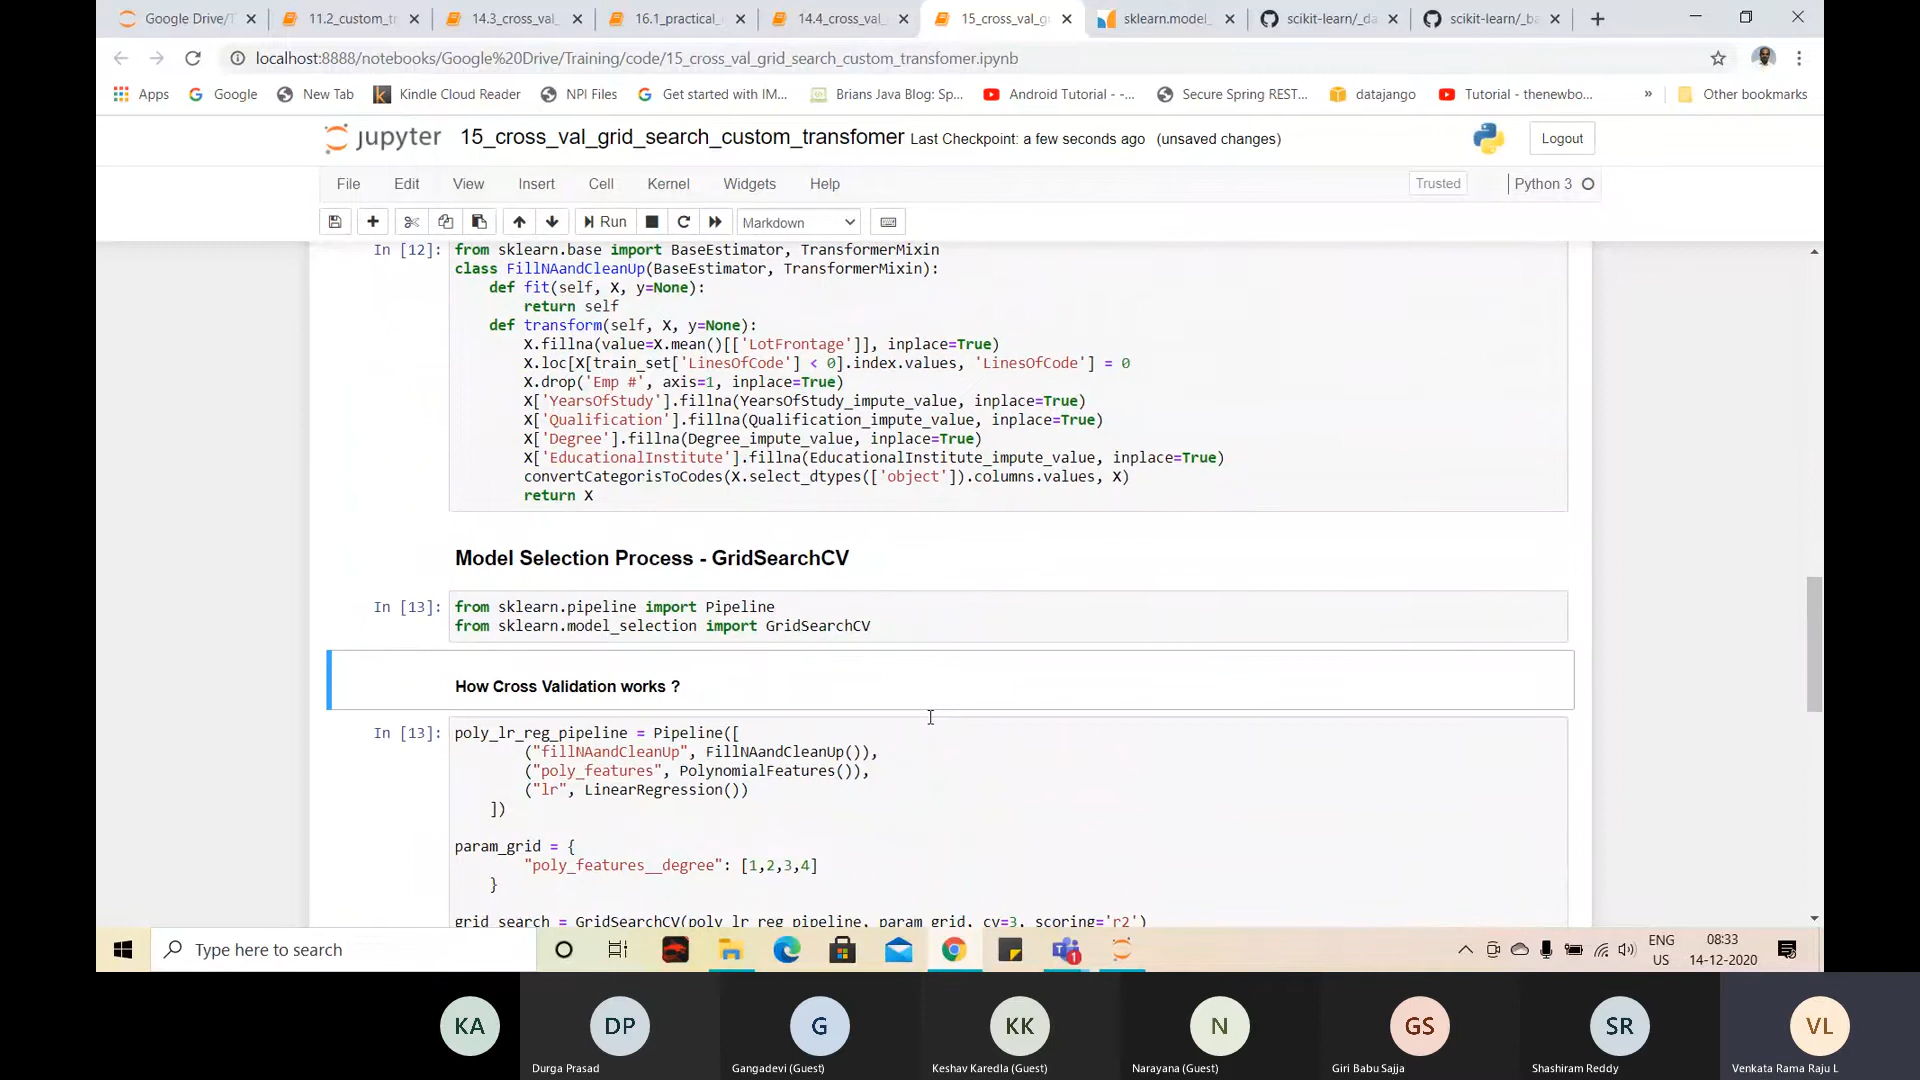 Google Drive/T
11.2_custom_tr
14.3_cross_val_
16.1_practical_
14.4_cross_val_
15_cross_val_g
sklearn.model_
scikit-learn/_da
scikit-learn/_ba
localhost:8888/notebooks/Google%20Drive/Training/code/15_cross_val_grid_search_custom_transfomer.ipynb
Apps
Google
New Tab
Kindle Cloud Reader
NPI Files
Get started with IM...
Brians Java Blog: Sp...
Android Tutorial - -...
Secure Spring REST...
datajango
Tutorial - thenewbo...
»
Other bookmarks
jupyter 15_cross_val_grid_search_custom_transfomer Last Checkpoint: a few seconds ago (unsaved changes)
Logout
File Edit View Insert Cell Kernel Widgets Help
Trusted
Python 3
Run
Markdown
In [12]: from sklearn.base import BaseEstimator, TransformerMixin
class FillNAandCleanUp(BaseEstimator, TransformerMixin):
def fit(self, X, y=None):
return self
def transform(self, X, y=None):
X.fillna(value=X.mean()[['LotFrontage']], inplace=True)
X.loc[X[train_set['LinesOfCode'] < 0].index.values, 'LinesOfCode'] = 0
X.drop('Emp #', axis=1, inplace=True)
X['YearsOfStudy'].fillna(YearsOfStudy_impute_value, inplace=True)
X['Qualification'].fillna(Qualification_impute_value, inplace=True)
X['Degree'].fillna(Degree_impute_value, inplace=True)
X['EducationalInstitute'].fillna(EducationalInstitute_impute_value, inplace=True)
convertCategorisToCodes(X.select_dtypes(['object']).columns.values, X)
return X
Model Selection Process - GridSearchCV
In [13]: from sklearn.pipeline import Pipeline
from sklearn.model_selection import GridSearchCV
How Cross Validation works ?
In [13]: poly_lr_reg_pipeline = Pipeline([
("fillNAandCleanUp", FillNAandCleanUp()),
("poly_features", PolynomialFeatures()),
("lr", LinearRegression())
])
param_grid = {
"poly_features__degree": [1,2,3,4]
}
grid_search = GridSearchCV(poly_lr_reg_pipeline, param_grid, cv=3, scoring='r2')
Type here to search
1
ENG
US
08:33
14-12-2020
KA
DP
G
KK
N
GS
SR
VL
Durga Prasad
Gangadevi (Guest)
Keshav Karedla (Guest)
Narayana (Guest)
Giri Babu Sajja
Shashiram Reddy
Venkata Rama Raju L